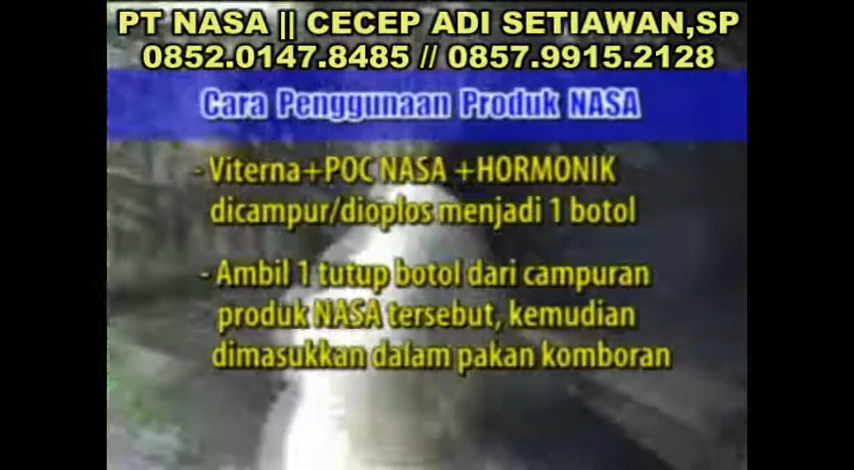 PT NASA || CECEP ADI SETIAWAN,SP
0852.0147.8485 // 0857.9915.2128
Cara Penggunaan Produk NASA
- Viterna+POC NASA +HORMONIK
dicampur/dioplos menjadi 1 botol
- Ambil 1 tutup botol dari campuran
produk NASA tersebut, kemudian
dimasukkan dalam pakan komboran